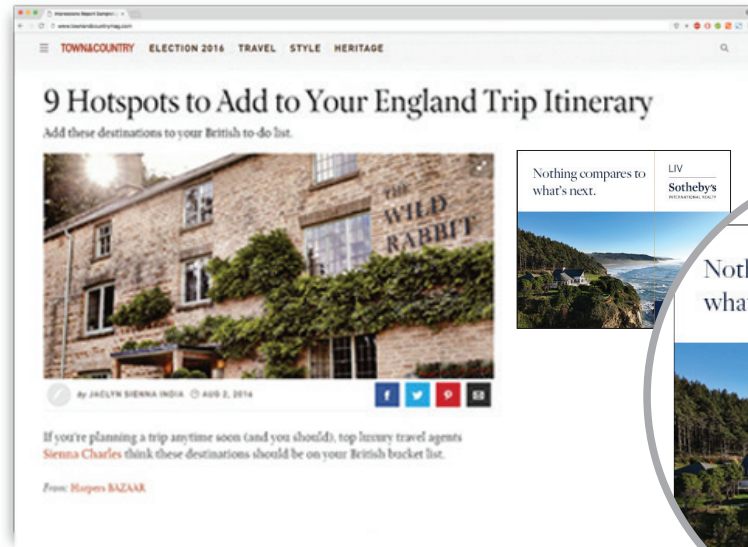 www.townandcountrymag.com
TOWN&COUNTRY ELECTION 2016 TRAVEL STYLE HERITAGE
9 Hotspots to Add to Your England Trip Itinerary
Add these destinations to your British to-do list.
THE
WILD
RABBIT
Nothing compares to
what's next.
LIV
Sotheby's
INTERNATIONAL REALTY
Noth
what
by JACLYN SIENNA INDIA AUG 2, 2016
If you're planning a trip anytime soon (and you should), top luxury travel agents
Sienna Charles think these destinations should be on your British bucket list.
From: Harpers BAZAAR